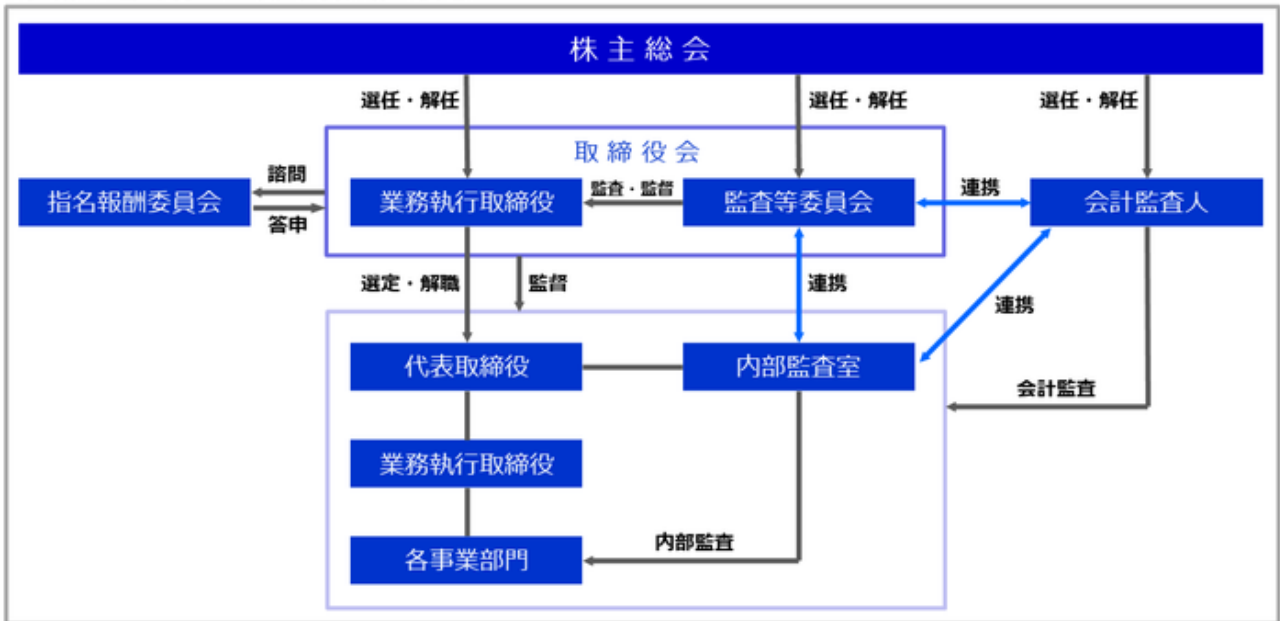 株主総会
選任・解任
選任・解任
選任・解任
取締役会
諮問
指名報酬委員会
答申
業務執行取締役
監査・監督
監査等委員会
連携
会計監査人
選定・解職
監督
連携
連携
代表取締役
内部監査室
会計監査
業務執行取締役
内部監査
各事業部門